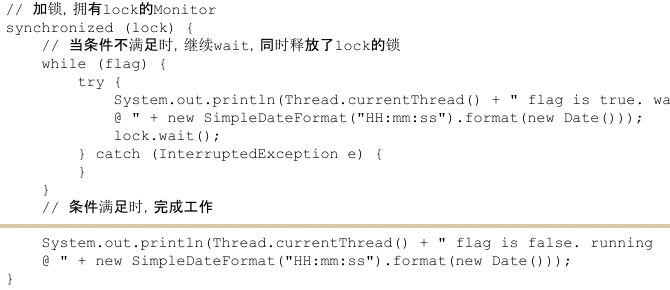 // 加锁，拥有lock的Monitor
synchronized (lock) {
// 当条件不满足时，继续wait，同时释放了lock的锁
while (flag) {
try {
System.out.println(Thread.currentThread() + " flag is true. wa
@ " + new SimpleDateFormat("HH:mm:ss").format(new Date()));
lock.wait();
} catch (InterruptedException e) {
}
}
// 条件满足时，完成工作
System.out.println(Thread.currentThread() + " flag is false. running
@ " + new SimpleDateFormat("HH:mm:ss").format(new Date()));
}